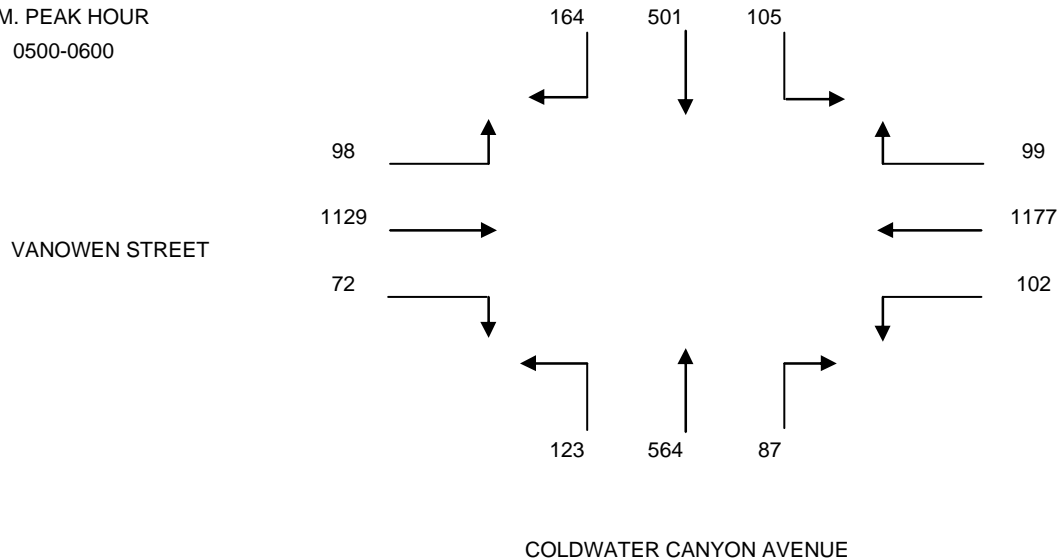 M. PEAK HOUR
0500-0600
164 501 105
98 99
1129 1177
VANOWEN STREET
72 102
123 564 87
COLDWATER CANYON AVENUE